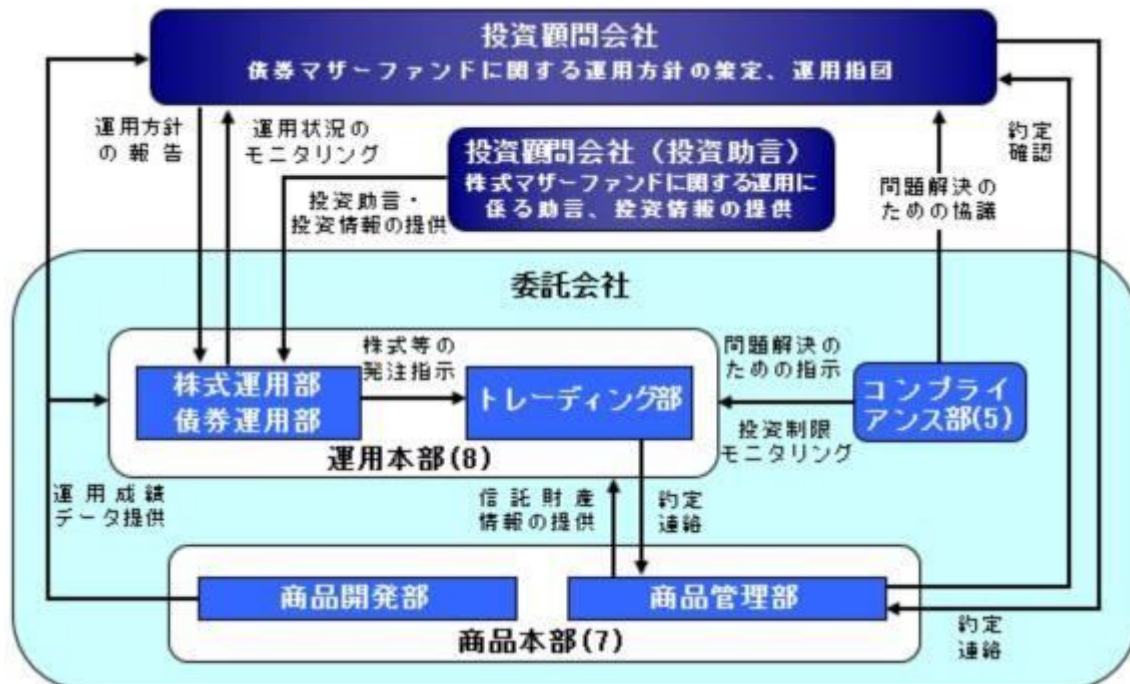 投資顧問会社
債券マザーファンドに関する運用方針の策定、運用指図
運用方針
の報告
運用状況の
モニタリング
投資顧問会社（投資助言）
株式マザーファンドに関する運用に
係る助言、投資情報の提供
約定
確認
問題解決の
ための協議
投資助言・
投資情報の提供
委託会社
株式等の
発注指示
問題解決の
ための指示
株式運用部
債券運用部
トレーディング部
コンプライ
アンス部(5)
投資制限
モニタリング
運用本部(8)
運用成績
データ提供
信託財産
情報の提供
約定
連絡
商品開発部
商品管理部
商品本部(7)
約定
連絡